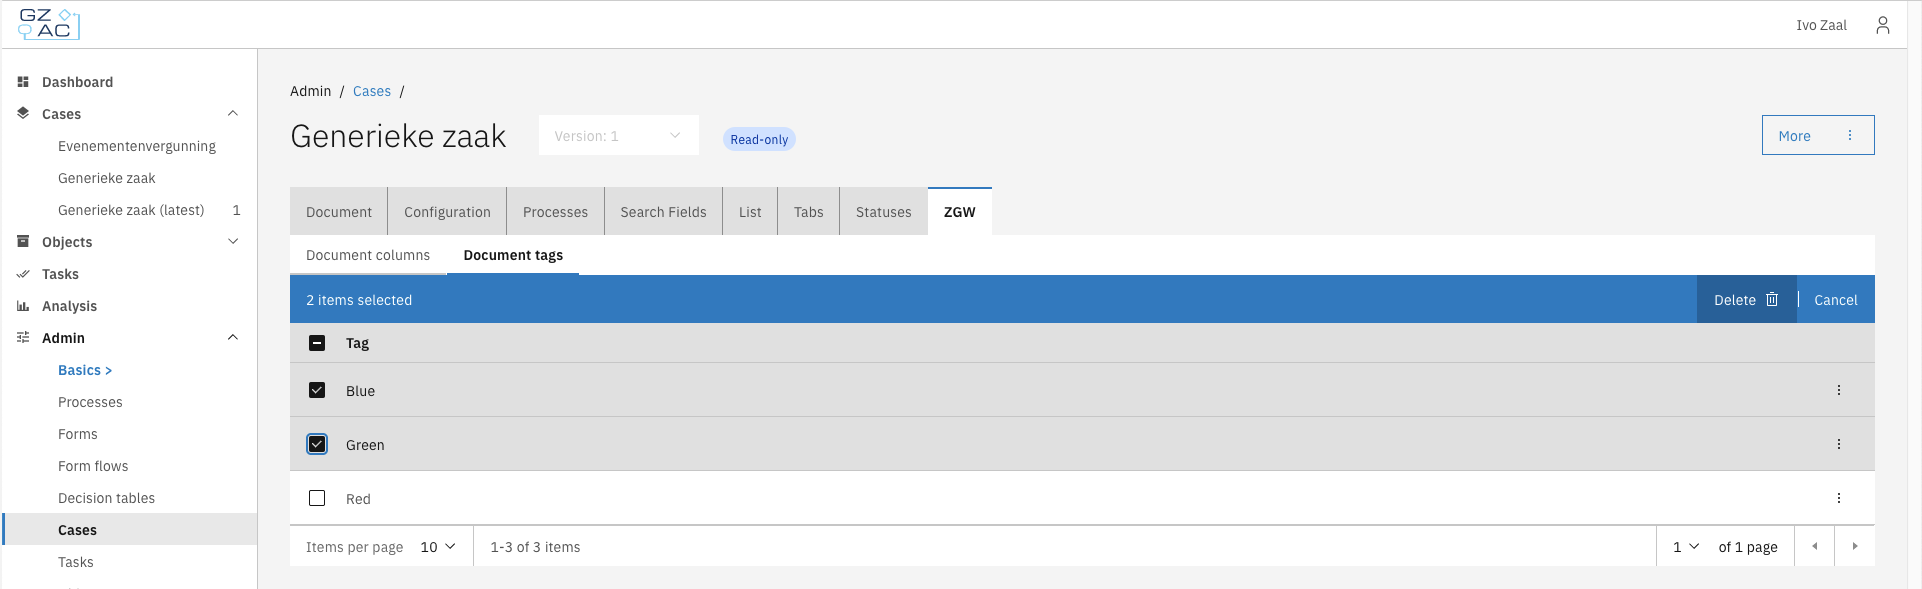 GZ
AC
Ivo Zaal
Dashboard
Cases
Evenementenvergunning
Generieke zaak
Generieke zaak (latest) 1
Objects
Tasks
Analysis
Admin
Basics >
Processes
Forms
Form flows
Decision tables
Cases
Tasks
Admin / Cases /
Generieke zaak Version: 1 Read-only More
Document Configuration Processes Search Fields List Tabs Statuses ZGW
Document columns Document tags
2 items selected Delete Cancel
Tag
Blue
Green
Red
Items per page 10 1-3 of 3 items 1 of 1 page